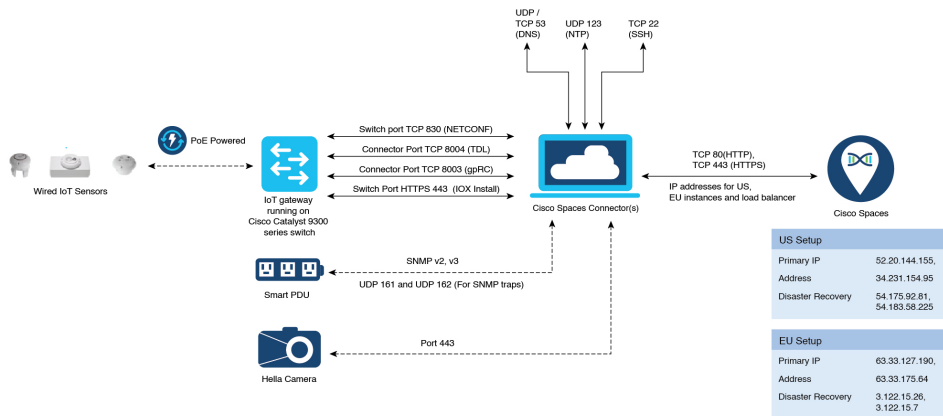 UDP /
TCP 53
(DNS)
UDP 123
(NTP)
TCP 22
(SSH)
PoE Powered
Wired IoT Sensors
IoT gateway
running on
Cisco Catalyst 9300
series switch
Switch port TCP 830 (NETCONF)
Connector Port TCP 8004 (TDL)
Connector Port TCP 8003 (gpRC)
Switch Port HTTPS 443 (IOX Install)
Cisco Spaces Connector(s)
TCP 80(HTTP),
TCP 443 (HTTPS)
IP addresses for US,
EU instances and load balancer
Cisco Spaces
SNMP v2, v3
UDP 161 and UDP 162 (For SNMP traps)
Smart PDU
Port 443
Hella Camera
US Setup
Primary IP 52.20.144.155,
Address 34.231.154.95
Disaster Recovery 54.175.92.81,
54.183.58.225
EU Setup
Primary IP 63.33.127.190,
Address 63.33.175.64
Disaster Recovery 3.122.15.26,
3.122.15.7